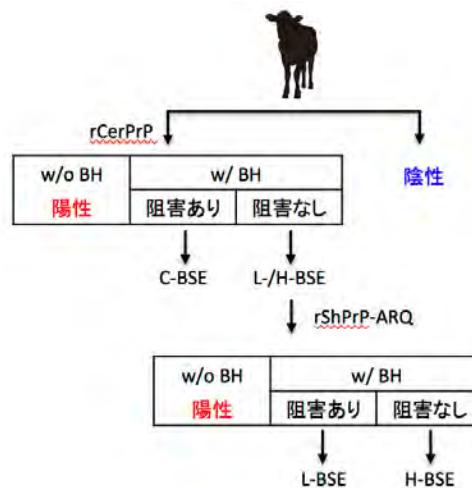 rCerPrP
w/o BH
w/ BH
陰性
陽性
阻害あり
阻害なし
C-BSE
L-/H-BSE
rShPrP-ARQ
w/o BH
w/ BH
陽性
阻害あり
阻害なし
L-BSE
H-BSE